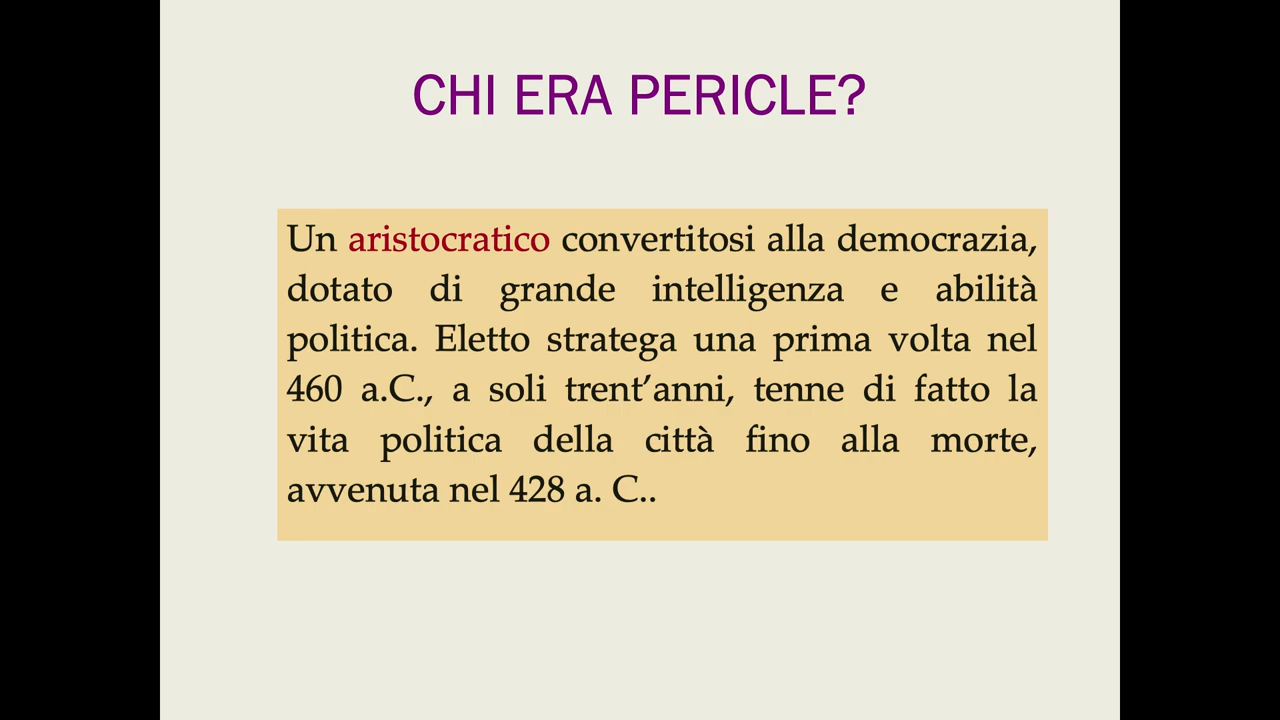 CHI ERA PERICLE?
Un aristocratico convertitosi alla democrazia,
dotato di grande intelligenza e abilità
politica. Eletto stratega una prima volta nel
460 a.C., a soli trent’anni, tenne di fatto la
vita politica della città fino alla morte,
avvenuta nel 428 a. C..